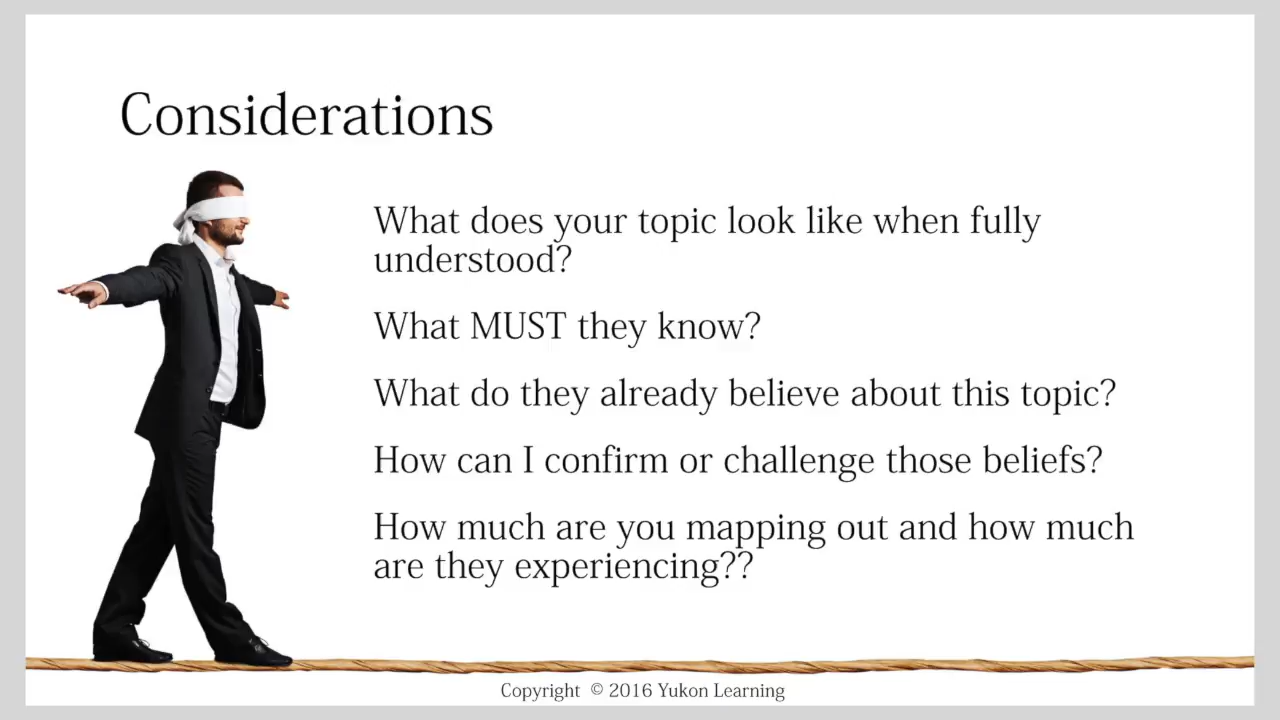 Considerations
What does your topic look like when fully
understood?
What MUST they know?
What do they already believe about this topic?
How can I confirm or challenge those beliefs?
How much are you mapping out and how much
are they experiencing??
Copyright © 2016 Yukon Learning